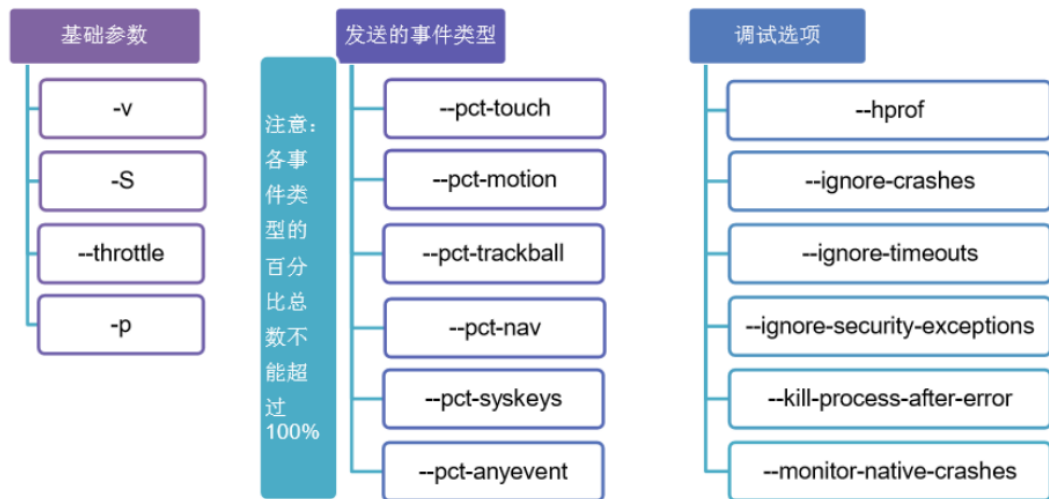 基础参数
-v
-S
--throttle
-p
发送的事件类型
注意：
各事
件类
型的
百分
比总
数不
能超
过
100%
--pct-touch
--pct-motion
--pct-trackball
--pct-nav
--pct-syskeys
--pct-anyevent
调试选项
--hprof
--ignore-crashes
--ignore-timeouts
--ignore-security-exceptions
--kill-process-after-error
--monitor-native-crashes